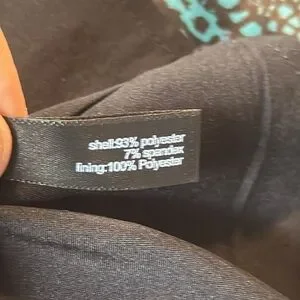 shell:93% polyester
7% spandex
lining:100% Polyester